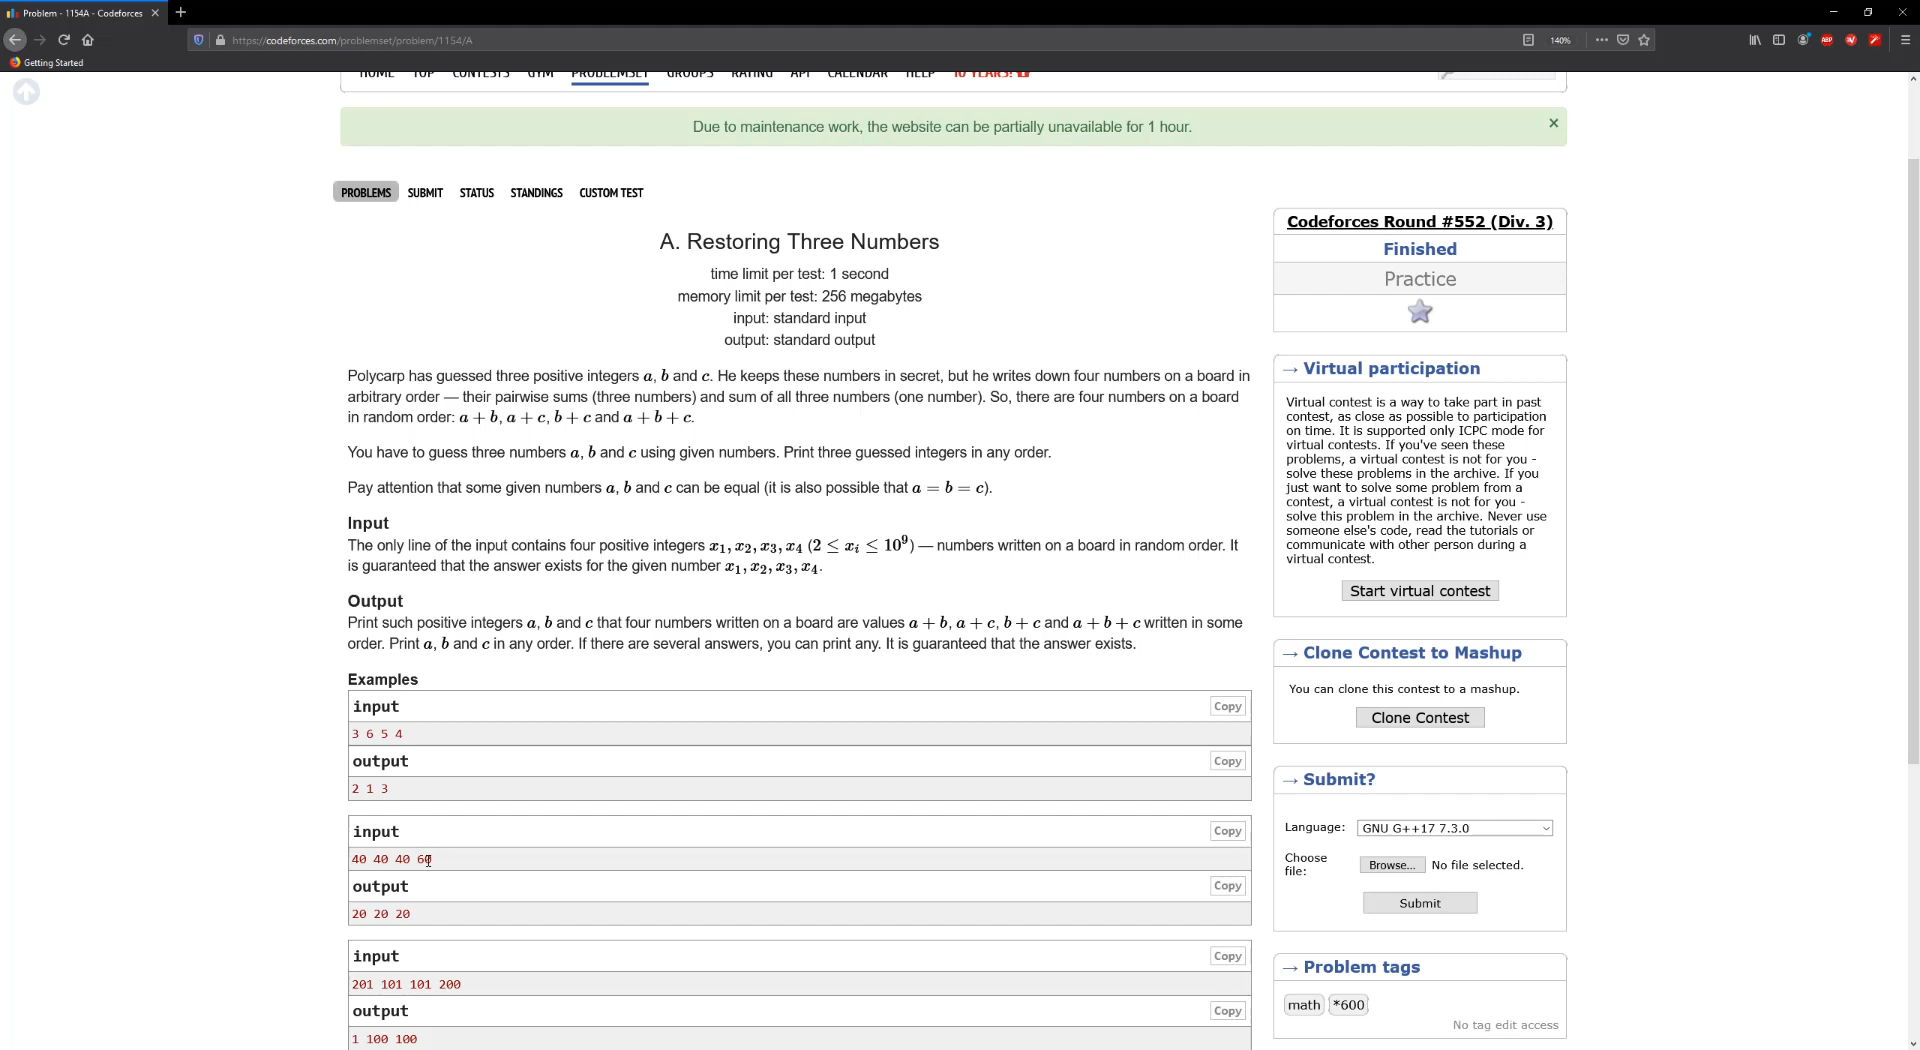 Problem - 1154A - Codeforces
https://codeforces.com/problemset/problem/1154/A
140%
Getting Started
HOME TOP CONTESTS GYM PROBLEMSET GROUPS RATING API CALENDAR HELP 10 YEARS!
Due to maintenance work, the website can be partially unavailable for 1 hour.
PROBLEMS SUBMIT STATUS STANDINGS CUSTOM TEST
A. Restoring Three Numbers
time limit per test: 1 second
memory limit per test: 256 megabytes
input: standard input
output: standard output
Polycarp has guessed three positive integers a, b and c. He keeps these numbers in secret, but he writes down four numbers on a board in
arbitrary order — their pairwise sums (three numbers) and sum of all three numbers (one number). So, there are four numbers on a board
in random order: a + b, a + c, b + c and a + b + c.
You have to guess three numbers a, b and c using given numbers. Print three guessed integers in any order.
Pay attention that some given numbers a, b and c can be equal (it is also possible that a = b = c).
Input
The only line of the input contains four positive integers x₁, x₂, x₃, x₄ (2 ≤ xᵢ ≤ 10⁹) — numbers written on a board in random order. It
is guaranteed that the answer exists for the given number x₁, x₂, x₃, x₄.
Output
Print such positive integers a, b and c that four numbers written on a board are values a + b, a + c, b + c and a + b + c written in some
order. Print a, b and c in any order. If there are several answers, you can print any. It is guaranteed that the answer exists.
Examples
input
Copy
3 6 5 4
output
Copy
2 1 3
input
Copy
40 40 40 60
output
Copy
20 20 20
input
Copy
201 101 101 200
output
Copy
1 100 100
Codeforces Round #552 (Div. 3)
Finished
Practice
→ Virtual participation
Virtual contest is a way to take part in past
contest, as close as possible to participation
on time. It is supported only ICPC mode for
virtual contests. If you've seen these
problems, a virtual contest is not for you -
solve these problems in the archive. If you
just want to solve some problem from a
contest, a virtual contest is not for you -
solve this problem in the archive. Never use
someone else's code, read the tutorials or
communicate with other person during a
virtual contest.
Start virtual contest
→ Clone Contest to Mashup
You can clone this contest to a mashup.
Clone Contest
→ Submit?
Language: GNU G++17 7.3.0
Choose
file:
Browse... No file selected.
Submit
→ Problem tags
math *600
No tag edit access